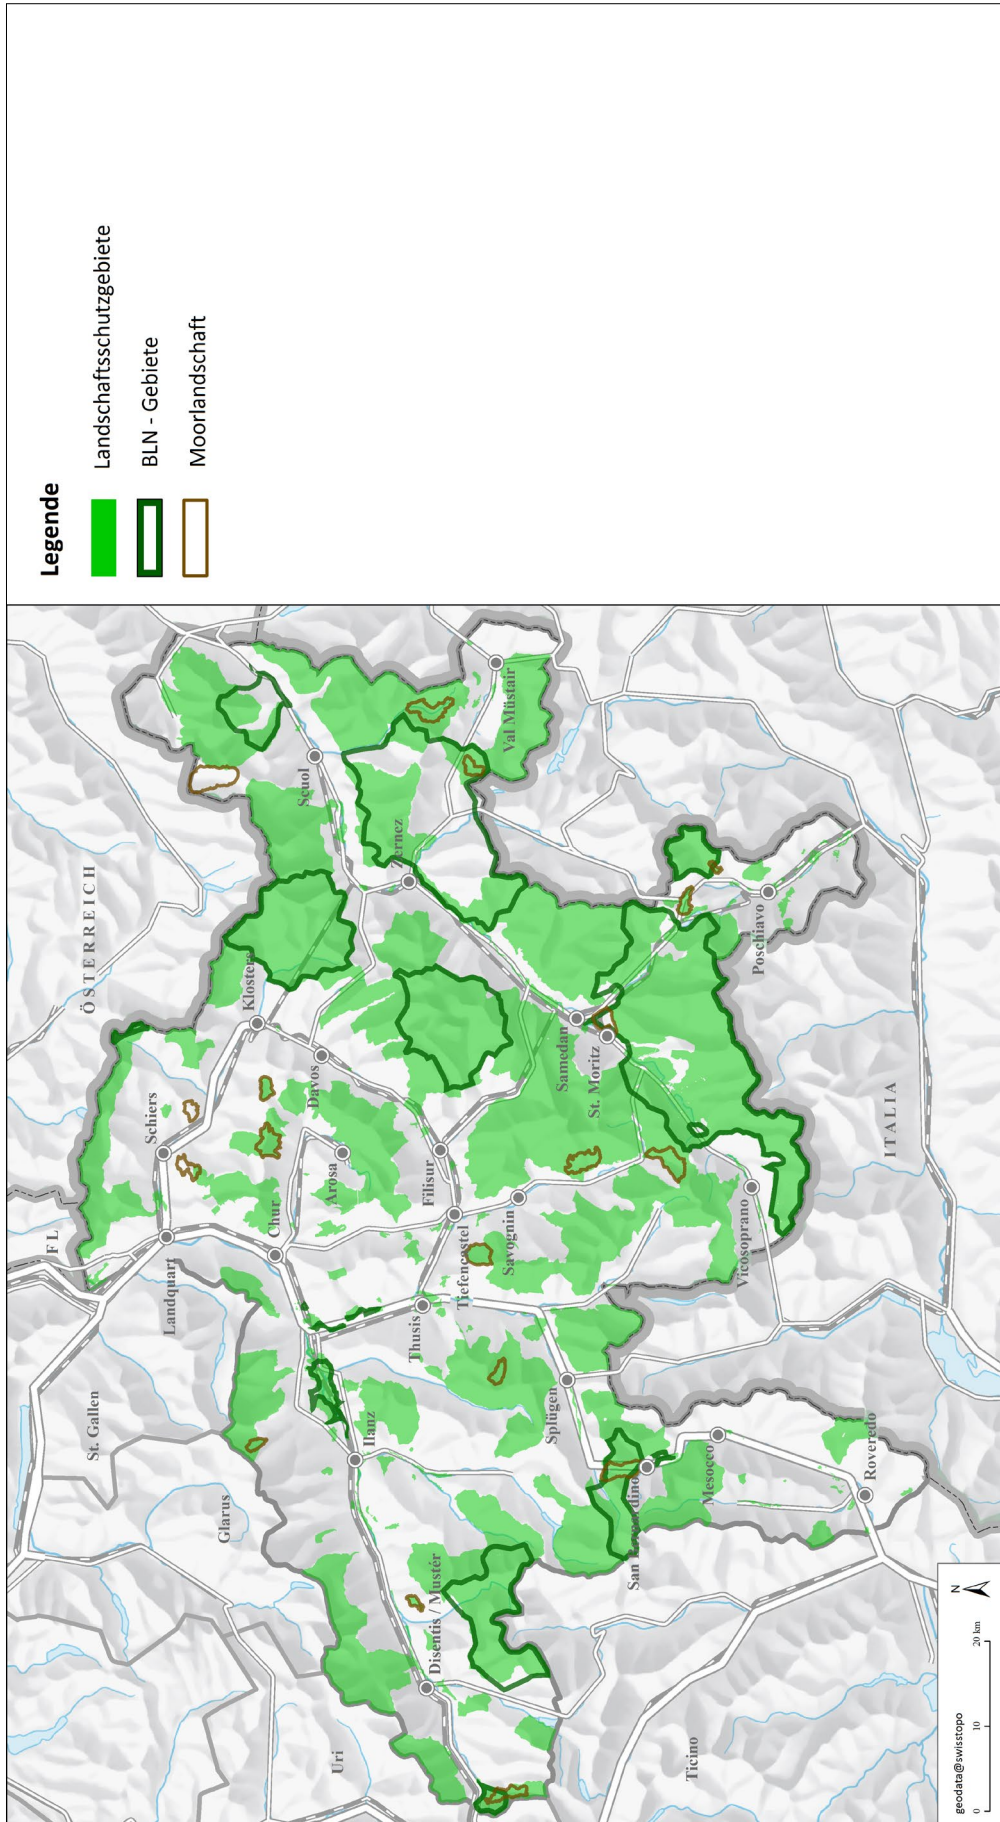 Legende
Landschaftsschutzgebiete
BLN - Gebiete
Moorlandschaft
ÖSTERREICH
FL
St. Gallen
Glarus
Uri
Ticino
ITALIA
Schiers
Landquart
Klosters
Davos
Arosa
Chur
Scuol
Zernez
Val Müstair
Filisur
Tiefencastel
Savognin
Thusis
Ilanz
Disentis / Mustér
Splügen
San Bernardino
Mesocco
Roveredo
Samedan
St. Moritz
Vicosoprano
Poschiavo
geodata@swisstopo
0 10 20 km
N